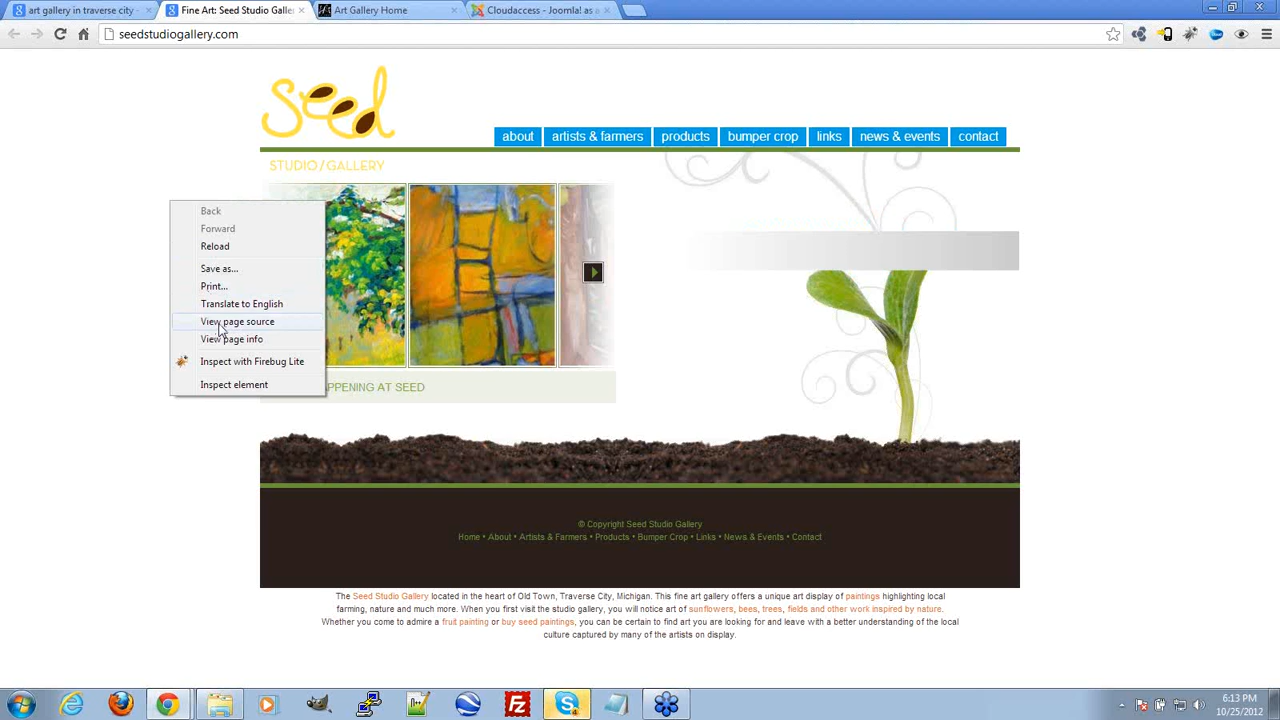 art gallery in traverse city -
Fine Art: Seed Studio Galle
Art Gallery Home
Cloudaccess - Joomla! as a
seedstudiogallery.com
seed
STUDIO / GALLERY
about
artists & farmers
products
bumper crop
links
news & events
contact
Back
Forward
Reload
Save as...
Print...
Translate to English
View page source
View page info
Inspect with Firebug Lite
Inspect element
PPENING AT SEED
© Copyright Seed Studio Gallery
Home • About • Artists & Farmers • Products • Bumper Crop • Links • News & Events • Contact
The Seed Studio Gallery located in the heart of Old Town, Traverse City, Michigan. This fine art gallery offers a unique art display of paintings highlighting local
farming, nature and much more. When you first visit the studio gallery, you will notice art of sunflowers, bees, trees, fields and other work inspired by nature.
Whether you come to admire a fruit painting or buy seed paintings, you can be certain to find art you are looking for and leave with a better understanding of the local
culture captured by many of the artists on display.
6:13 PM
10/25/2012